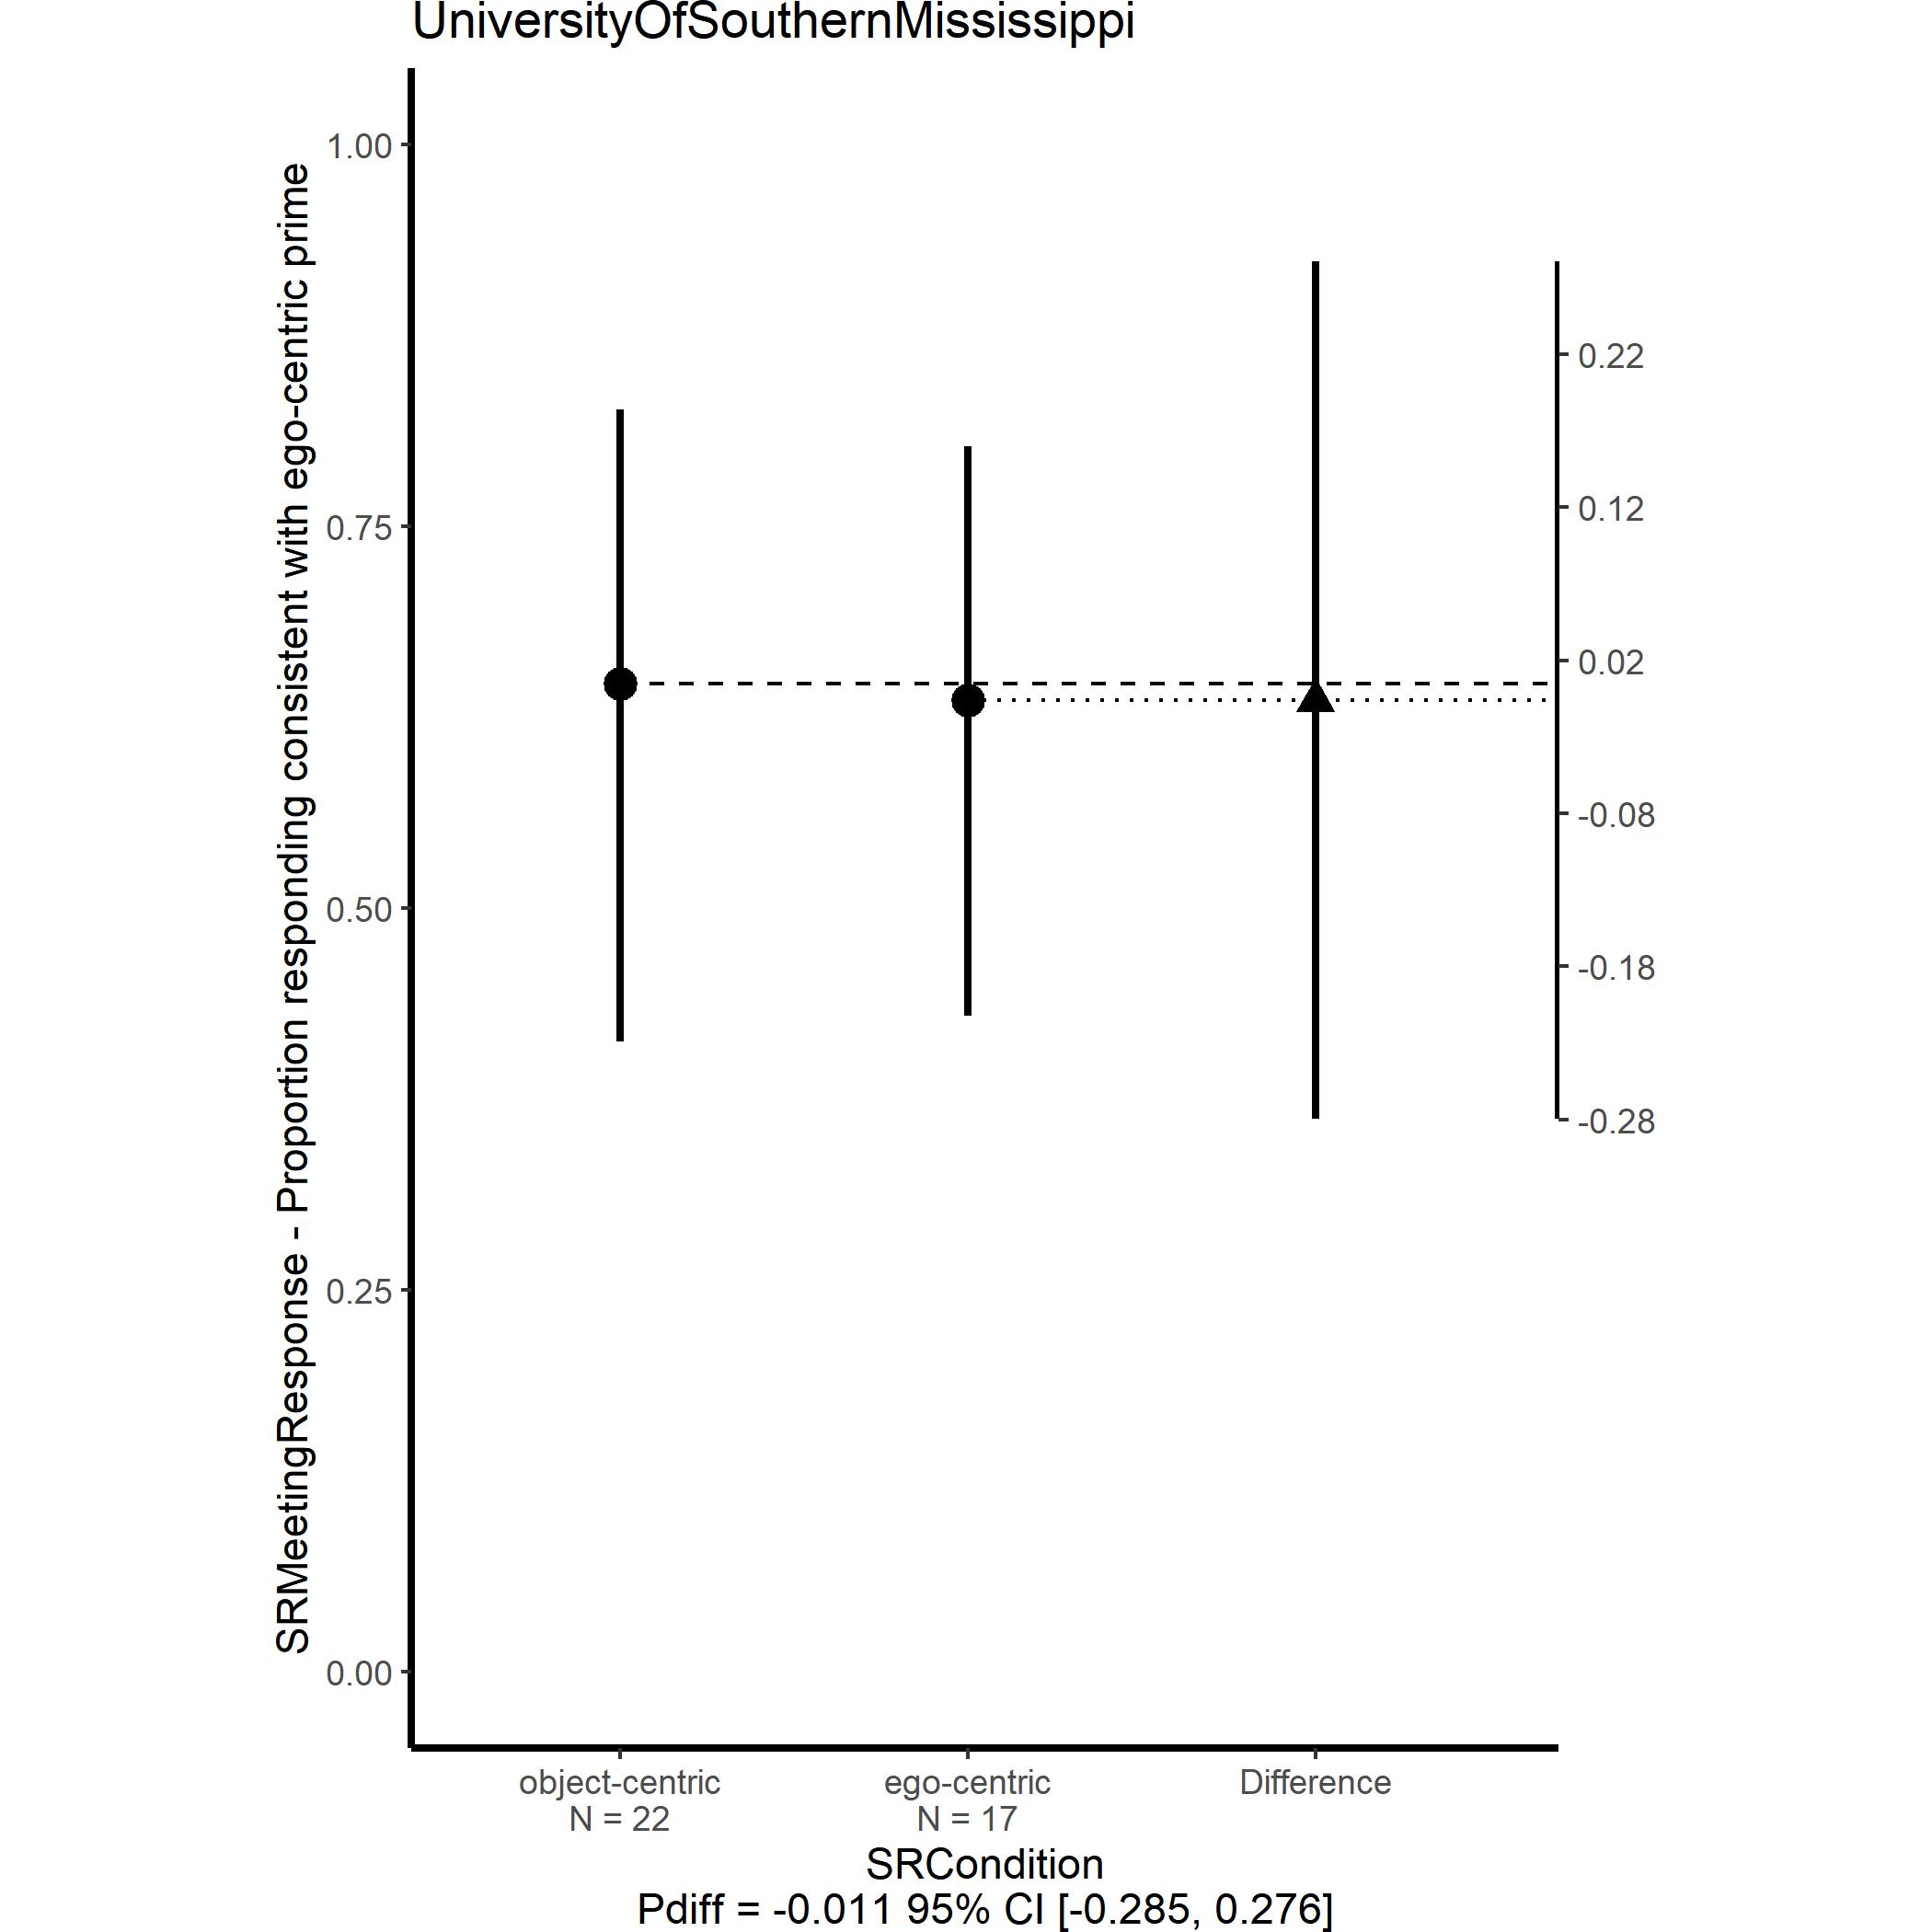 UniversityOfSouthernMississippi
SRMeetingResponse - Proportion responding consistent with ego-centric prime
1.00
0.75
0.50
0.25
0.00
0.22
0.12
0.02
-0.08
-0.18
-0.28
object-centric
N = 22
ego-centric
N = 17
Difference
SRCondition
Pdiff = -0.011 95% CI [-0.285, 0.276]